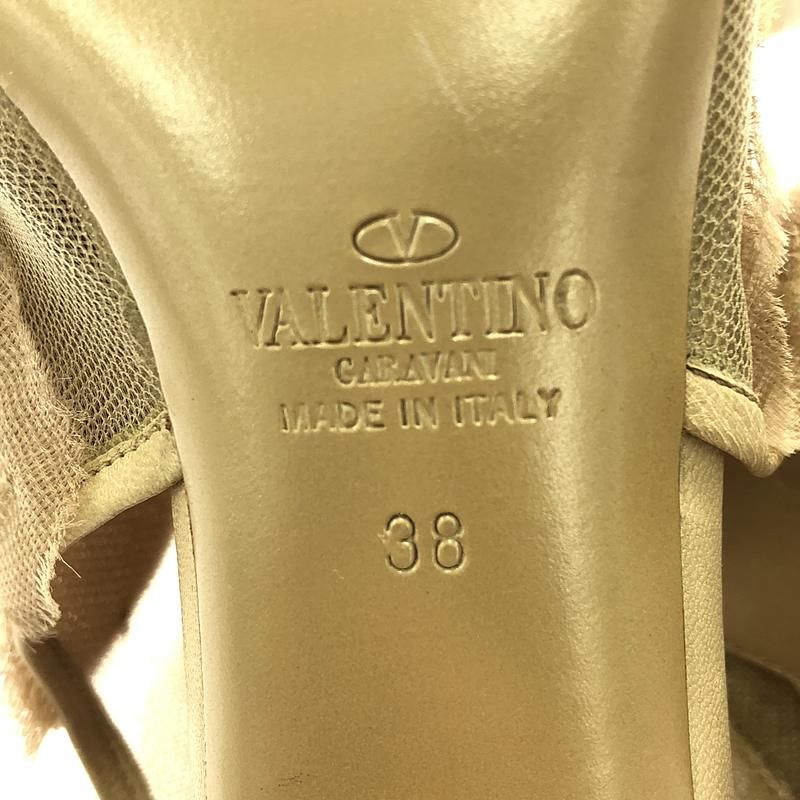 V
VALENTINO
GARAVANI
MADE IN ITALY
38